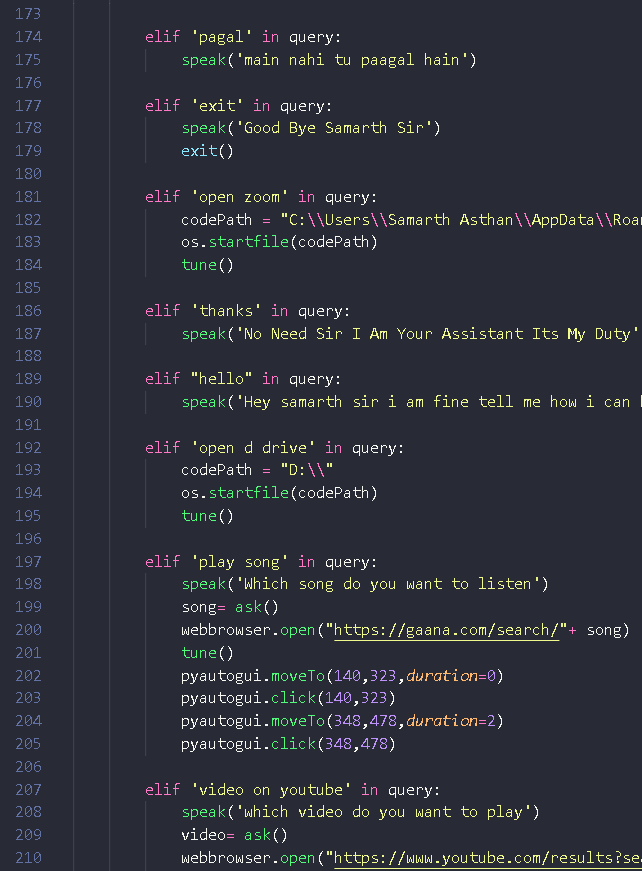 173
174 elif 'pagal' in query:
175 speak('main nahi tu paagal hain')
176
177 elif 'exit' in query:
178 speak('Good Bye Samarth Sir')
179 exit()
180
181 elif 'open zoom' in query:
182 codePath = "C:\\Users\\Samarth Asthan\\AppData\\Roa
183 os.startfile(codePath)
184 tune()
185
186 elif 'thanks' in query:
187 speak('No Need Sir I Am Your Assistant Its My Duty'
188
189 elif "hello" in query:
190 speak('Hey samarth sir i am fine tell me how i can
191
192 elif 'open d drive' in query:
193 codePath = "D:\\"
194 os.startfile(codePath)
195 tune()
196
197 elif 'play song' in query:
198 speak('Which song do you want to listen')
199 song= ask()
200 webbrowser.open("https://gaana.com/search/"+ song)
201 tune()
202 pyautogui.moveTo(140,323,duration=0)
203 pyautogui.click(140,323)
204 pyautogui.moveTo(348,478,duration=2)
205 pyautogui.click(348,478)
206
207 elif 'video on youtube' in query:
208 speak('which video do you want to play')
209 video= ask()
210 webbrowser.open("https://www.youtube.com/results?sea